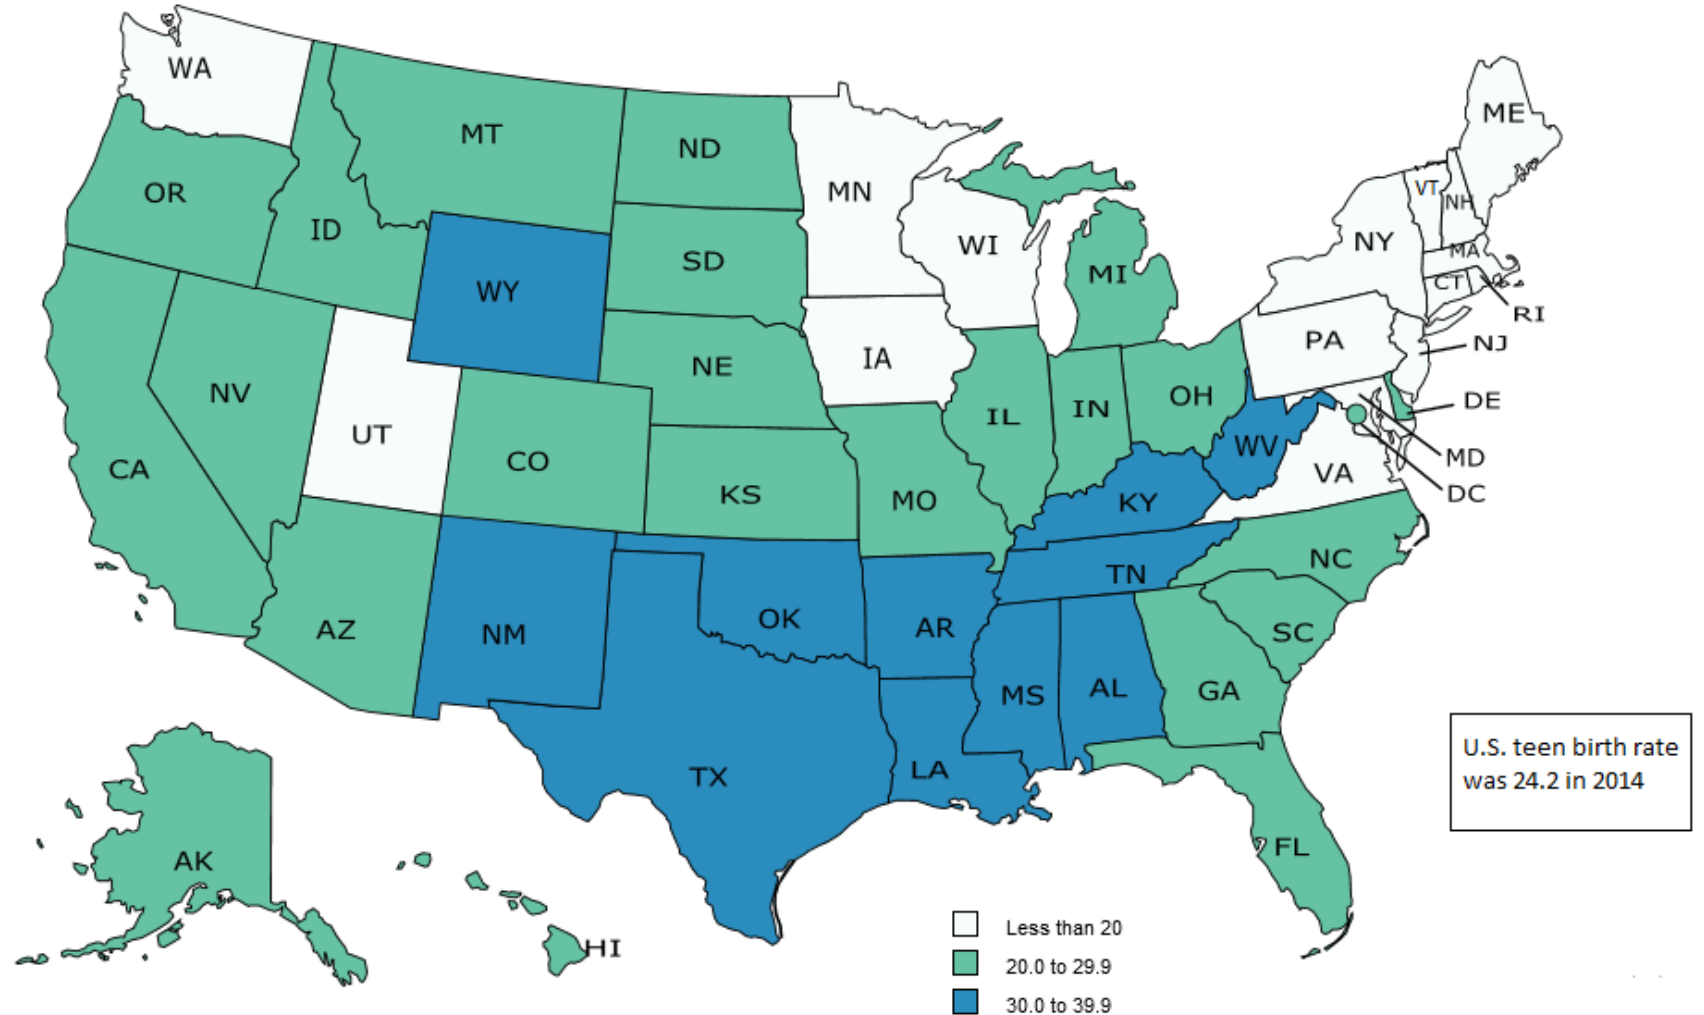 WA
ME
MT
ND
VT
OR
MN
NH
ID
NY
WI
MA
SD
MI
CT
WY
RI
PA
NJ
IA
NE
NV
OH
DE
IL
IN
UT
WV
MD
CO
CA
VA
KS
DC
MO
KY
NC
TN
OK
AZ
NM
AR
SC
MS
AL
GA
TX
LA
U.S. teen birth rate
was 24.2 in 2014
FL
AK
HI
Less than 20
20.0 to 29.9
30.0 to 39.9